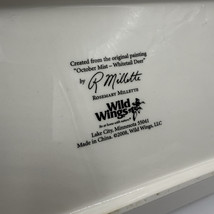 Created from the original painting
"October Mist – Whitetail Deer"
by R Millette
ROSEMARY MILLETTE
Wild
Wings
Lake City, Minnesota 55041
Made in China. ©2008, Wild Wings, LLC